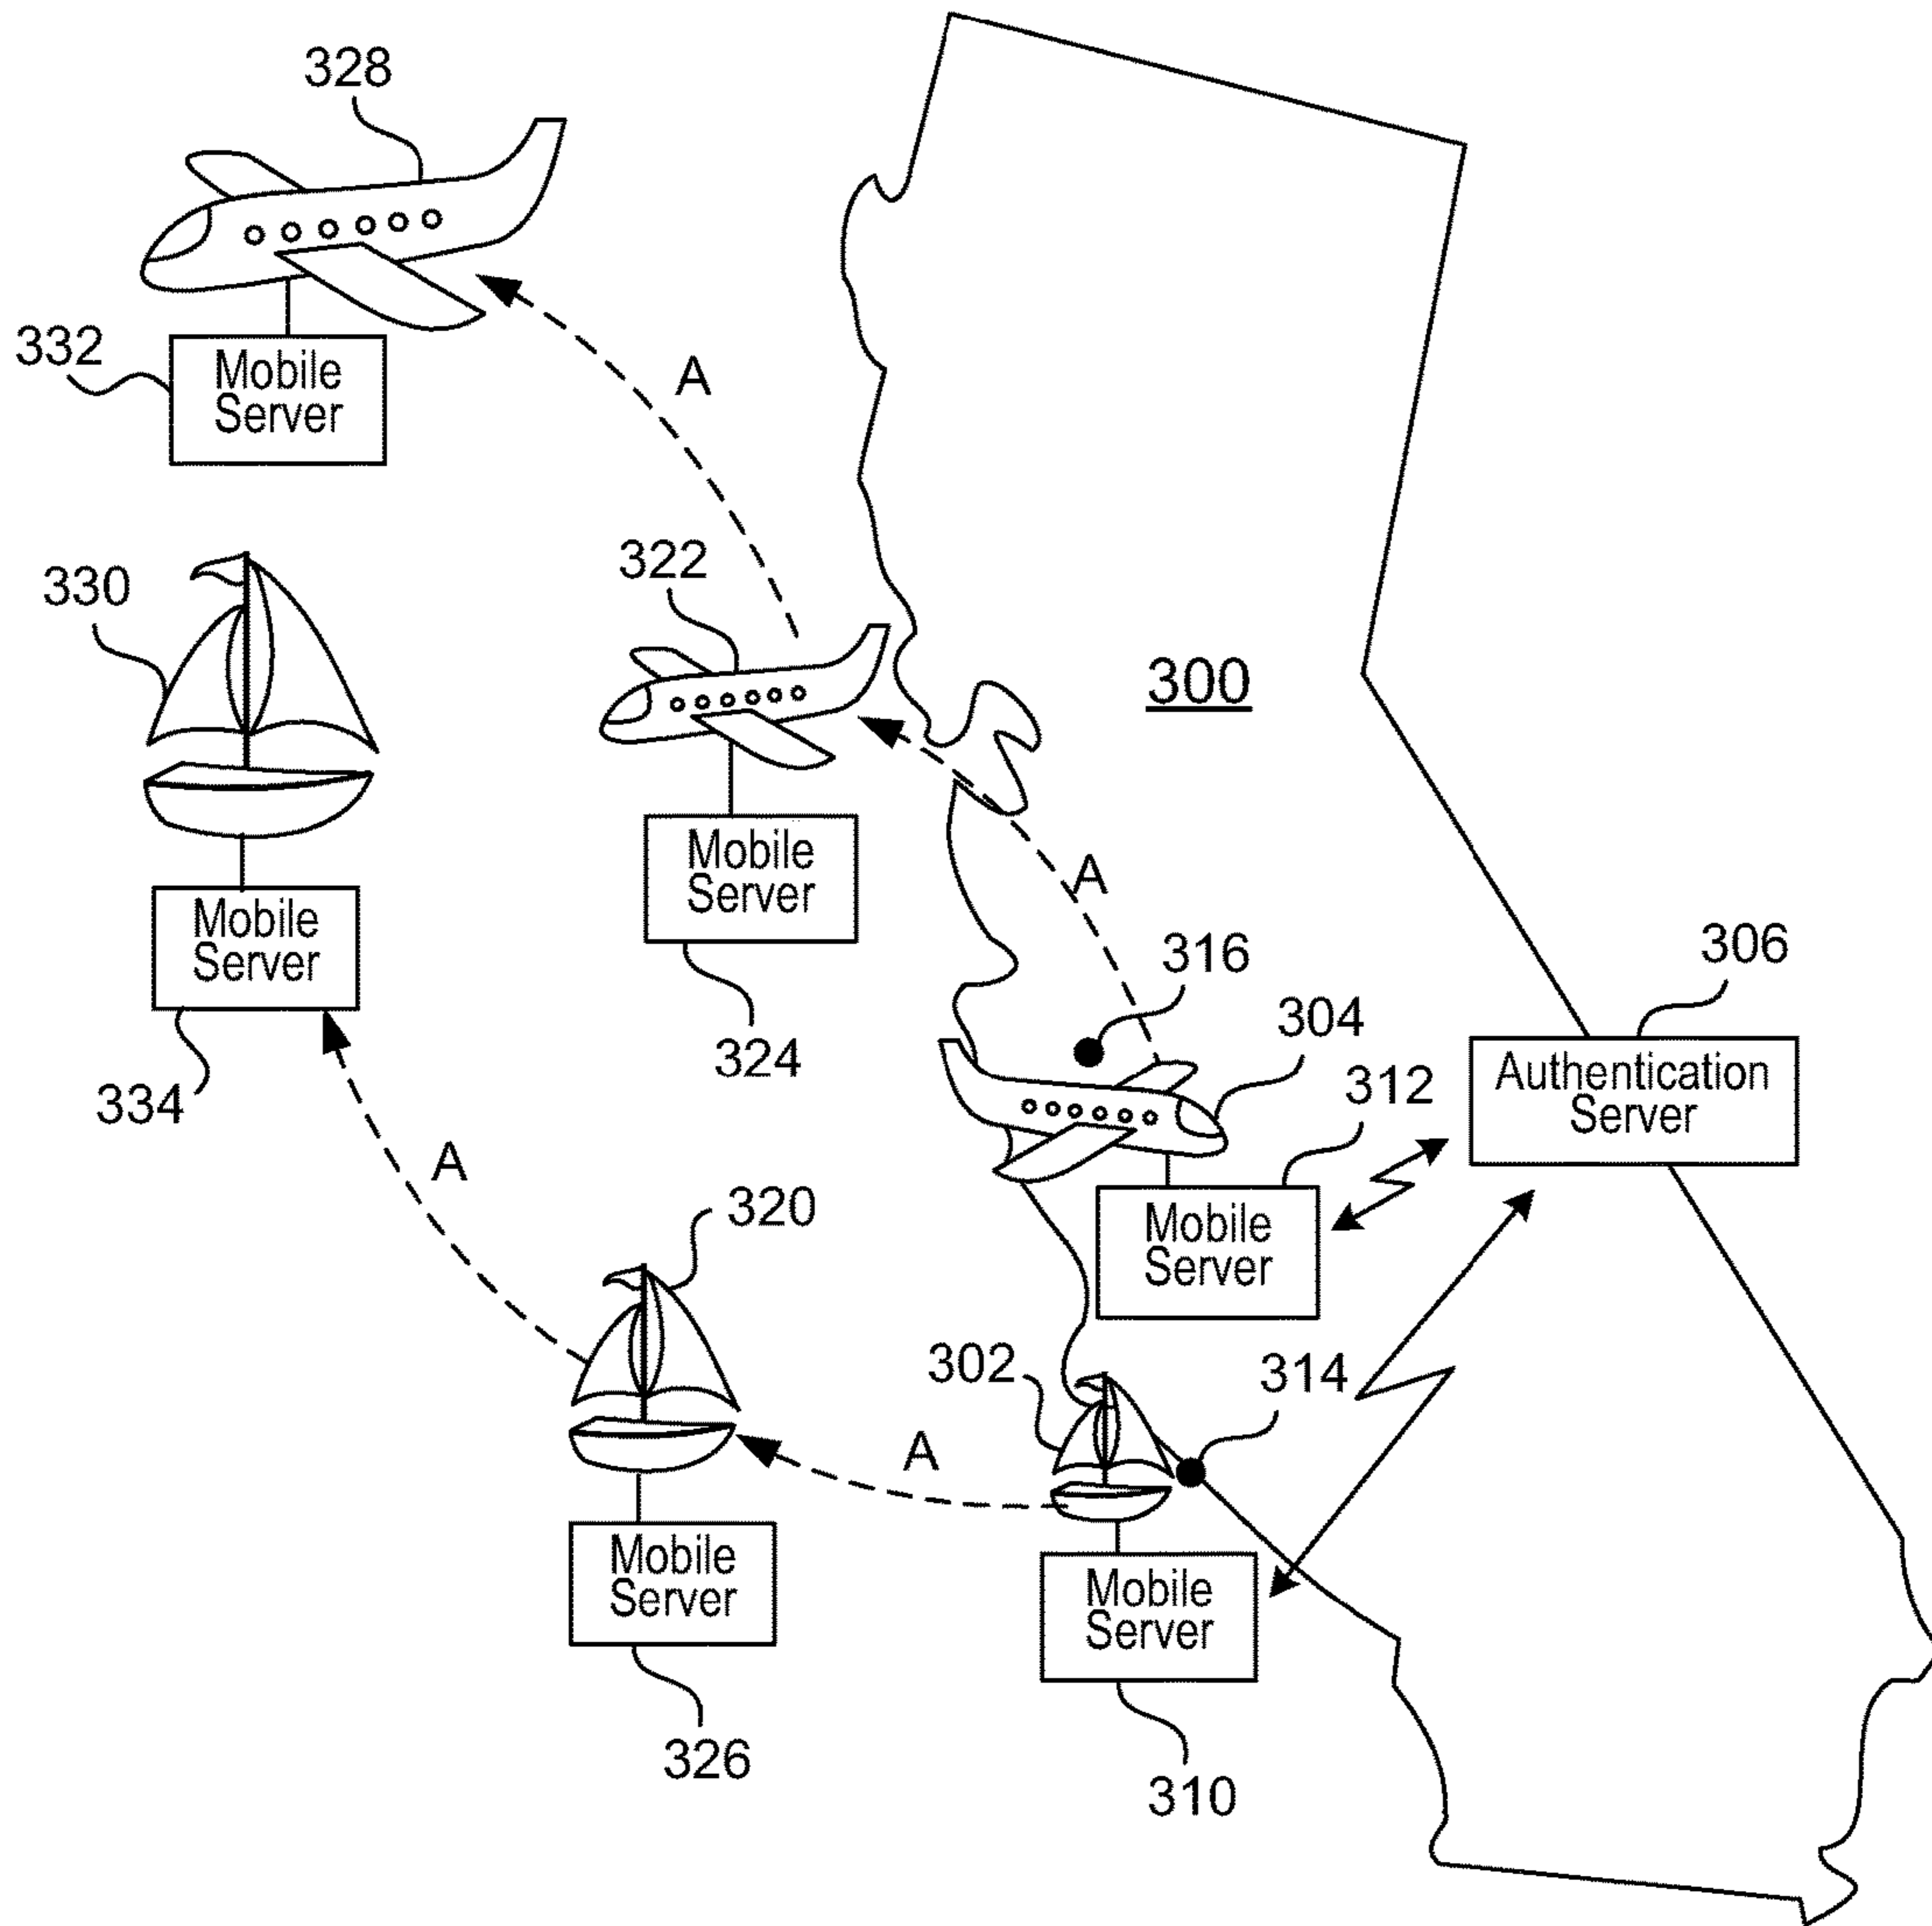 328
332
Mobile
Server
A
330
322
300
Mobile
Server
334
Mobile
Server
324
A
316
304
312
306
Authentication
Server
A
320
Mobile
Server
302
314
A
Mobile
Server
326
Mobile
Server
310